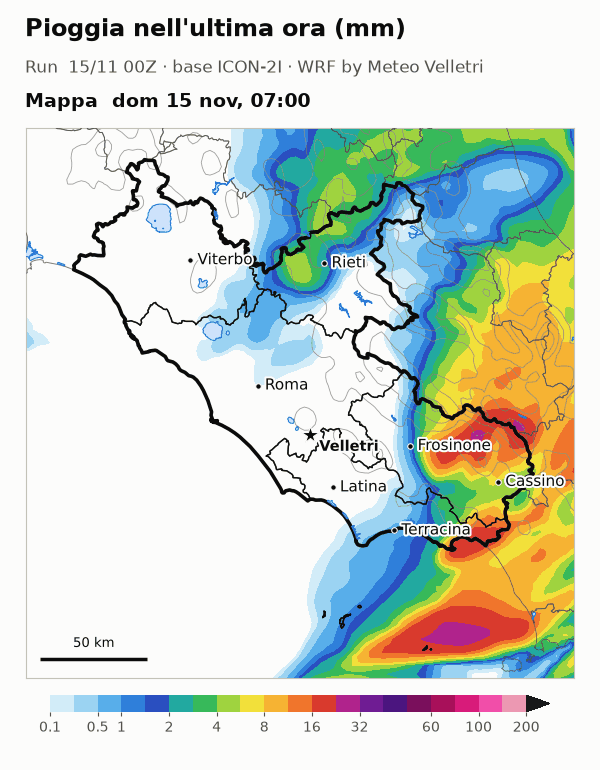 Pioggia nell'ultima ora (mm)
Run  15/11 00Z · base ICON-2I · WRF by Meteo Velletri
Mappa  dom 15 nov, 07:00
Viterbo
Rieti
Roma
Velletri
Frosinone
Latina
Cassino
Terracina
50 km
0.1 0.5 1 2 4 8 16 32 60 100 200